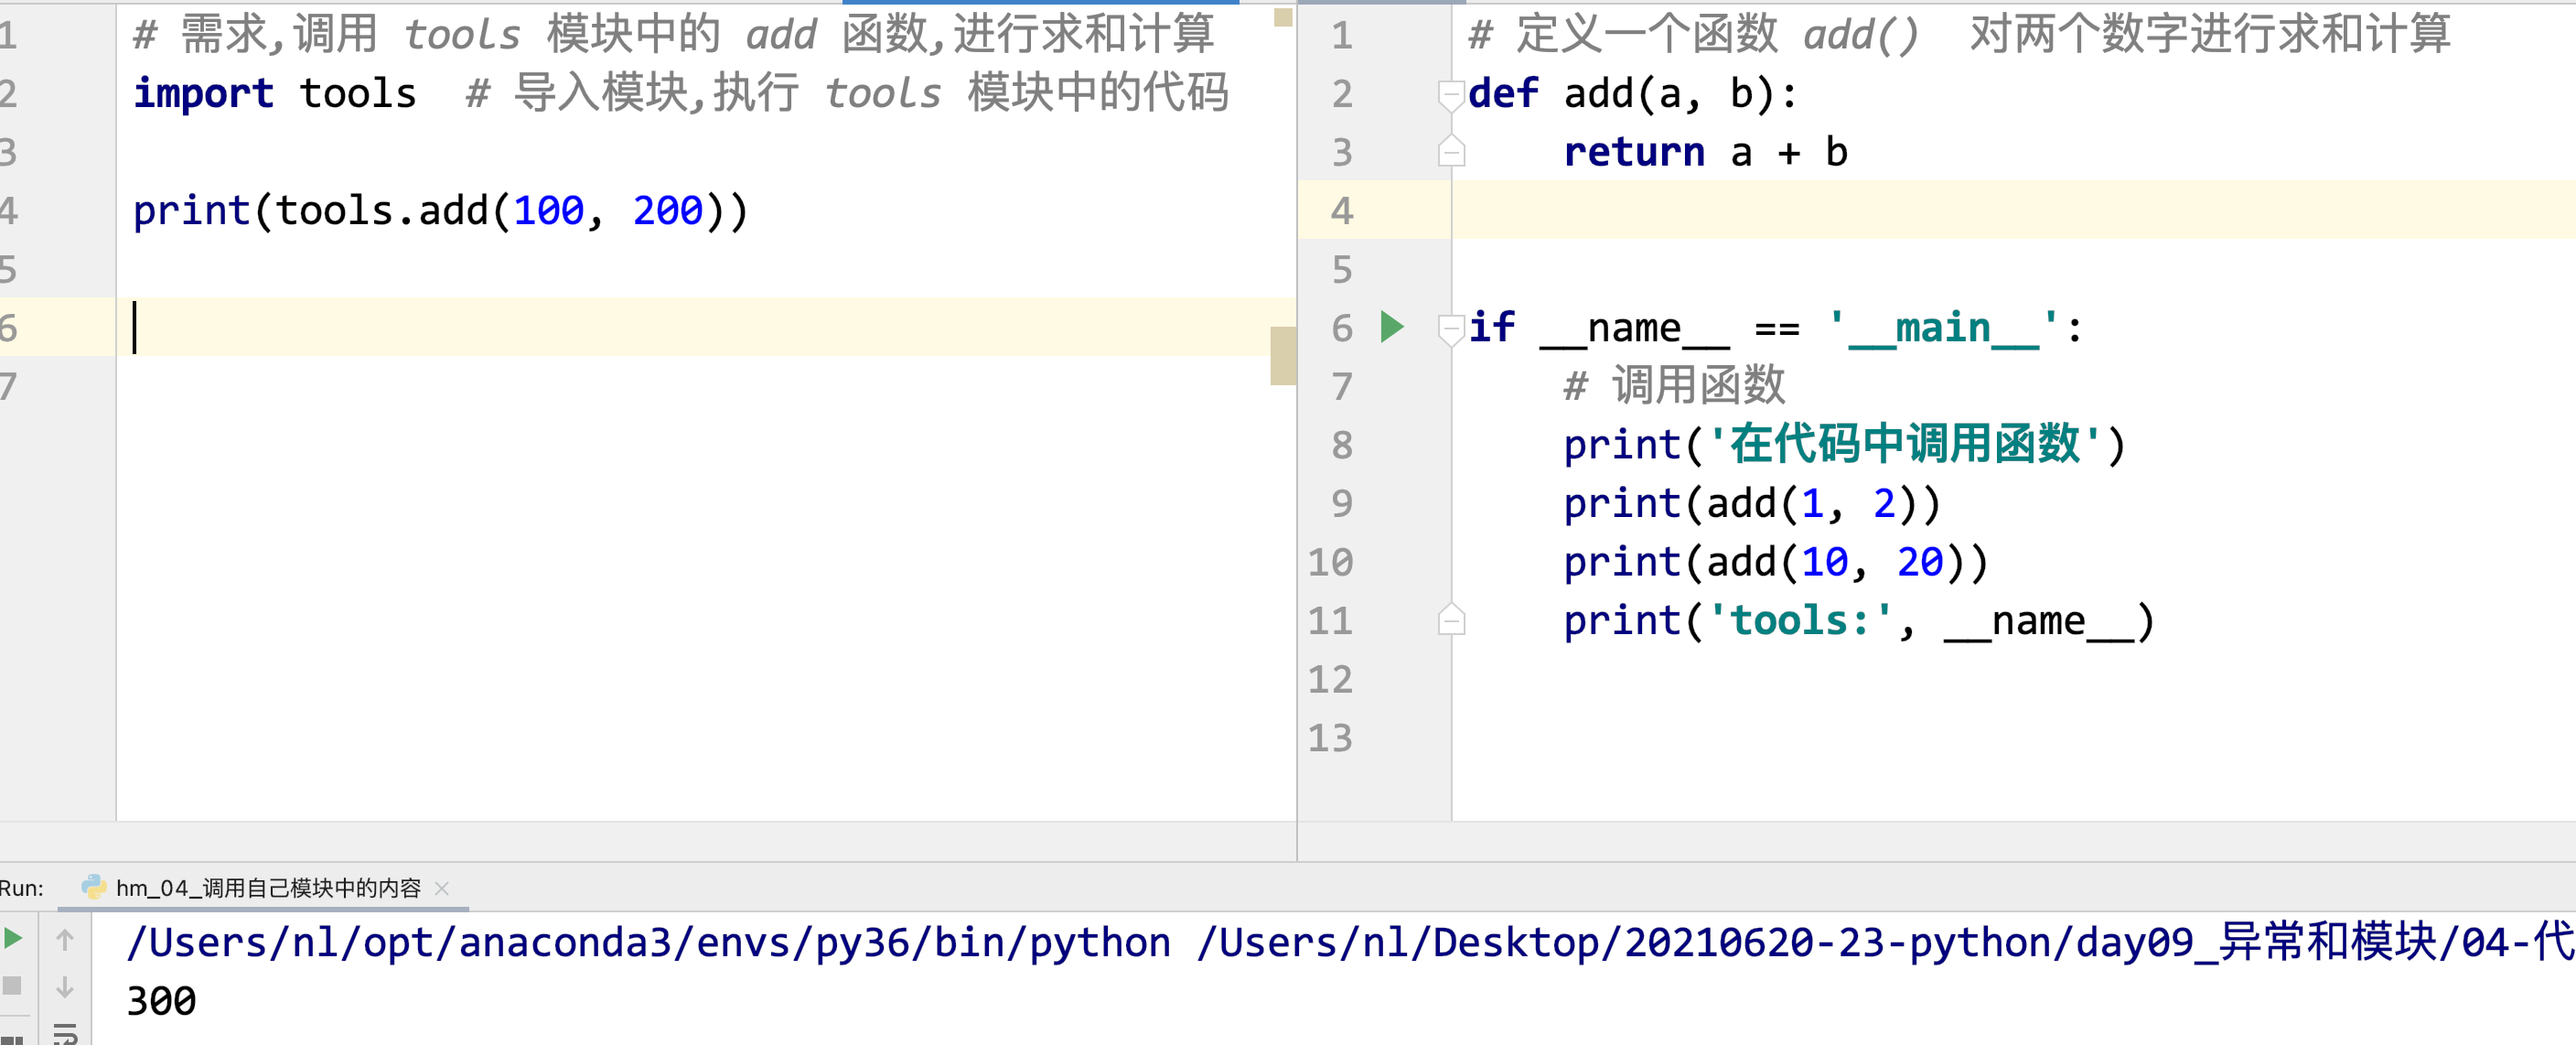 1 # 需求,调用 tools 模块中的 add 函数,进行求和计算
2 import tools  # 导入模块,执行 tools 模块中的代码
3
4 print(tools.add(100, 200))
5
6
7
1 # 定义一个函数 add()  对两个数字进行求和计算
2 def add(a, b):
3     return a + b
4
5
6 if __name__ == '__main__':
7     # 调用函数
8     print('在代码中调用函数')
9     print(add(1, 2))
10     print(add(10, 20))
11     print('tools:', __name__)
12
13
Run: hm_04_调用自己模块中的内容
/Users/nl/opt/anaconda3/envs/py36/bin/python /Users/nl/Desktop/20210620-23-python/day09_异常和模块/04-代
300